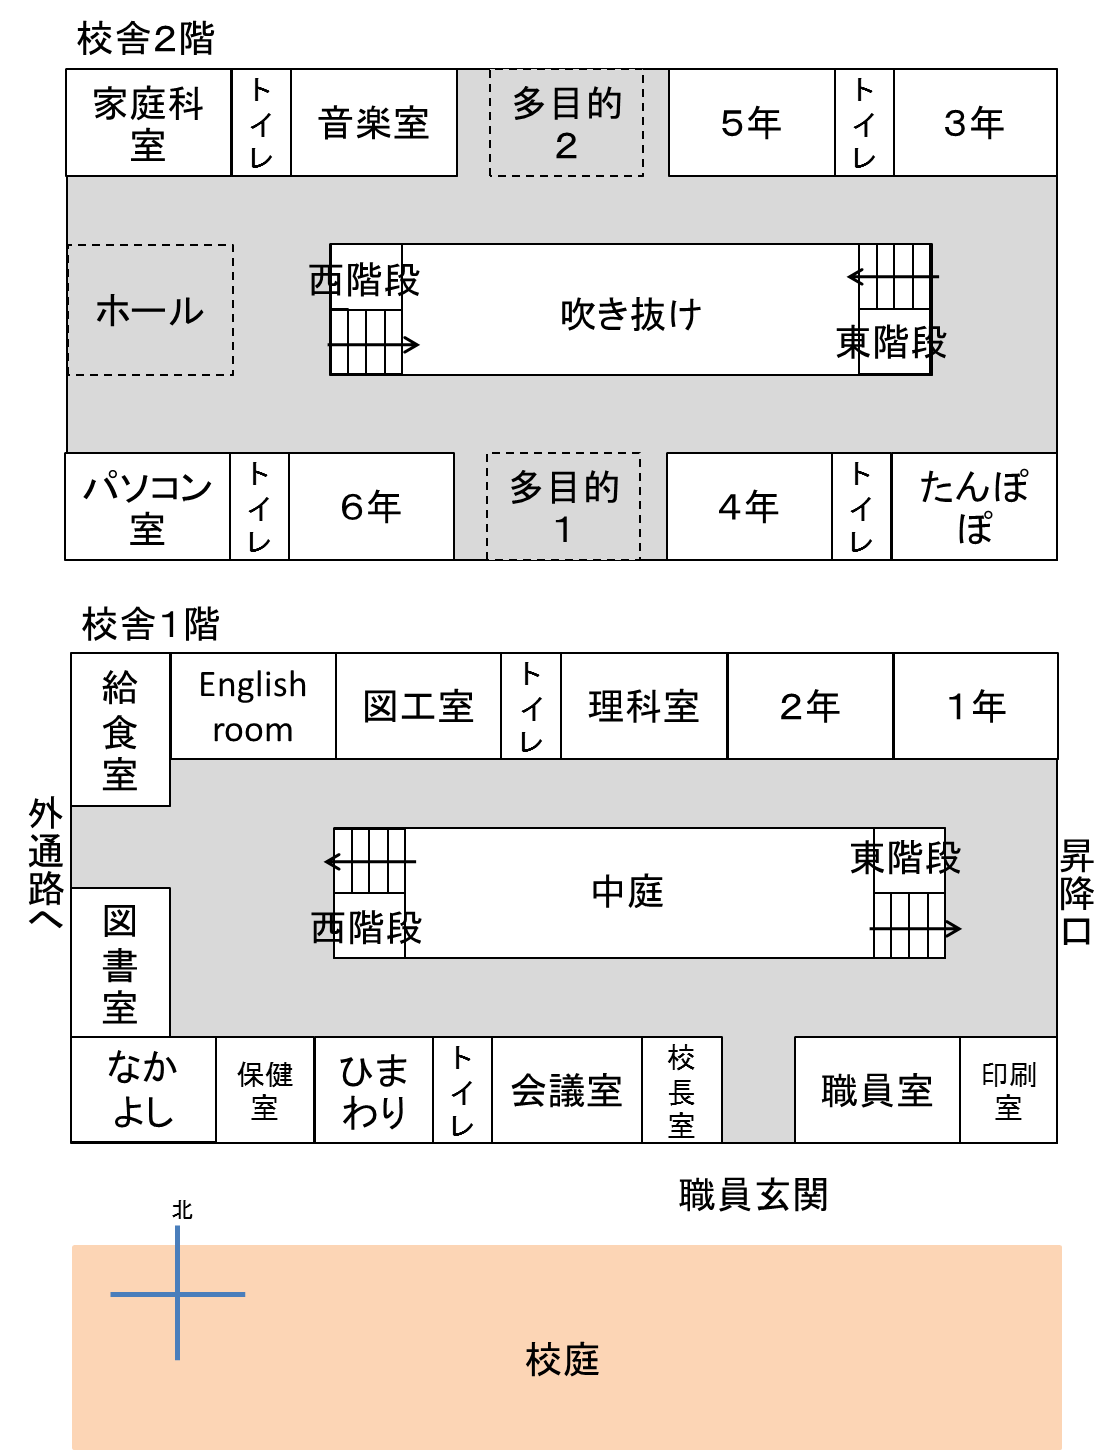 校舎２階
家庭科
室
トイレ
音楽室
多目的
２
５年
トイレ
３年
ホール
西階段
吹き抜け
東階段
パソコン
室
トイレ
６年
多目的
１
４年
トイレ
たんぽ
ぽ
校舎１階
給食室
English
room
図工室
トイレ
理科室
２年
１年
外通路へ
中庭
東階段
西階段
昇降口
図書室
なか
よし
保健
室
ひま
わり
トイレ
会議室
校長室
職員室
印刷
室
職員玄関
北
校庭